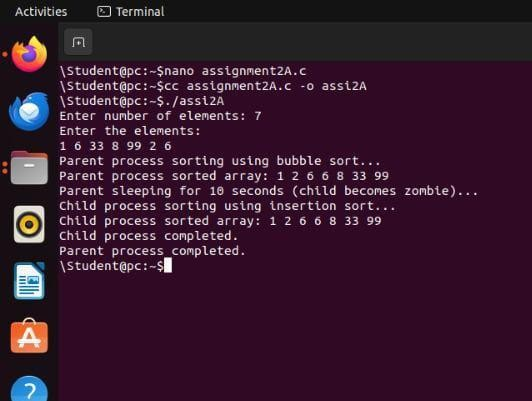 Activities
Terminal
\Student@pc:~$nano assignment2A.c
\Student@pc:~$cc assignment2A.c -o assi2A
\Student@pc:~$./assi2A
Enter number of elements: 7
Enter the elements:
1 6 33 8 99 2 6
Parent process sorting using bubble sort...
Parent process sorted array: 1 2 6 6 8 33 99
Parent sleeping for 10 seconds (child becomes zombie)...
Child process sorting using insertion sort...
Child process sorted array: 1 2 6 6 8 33 99
Child process completed.
Parent process completed.
\Student@pc:~$